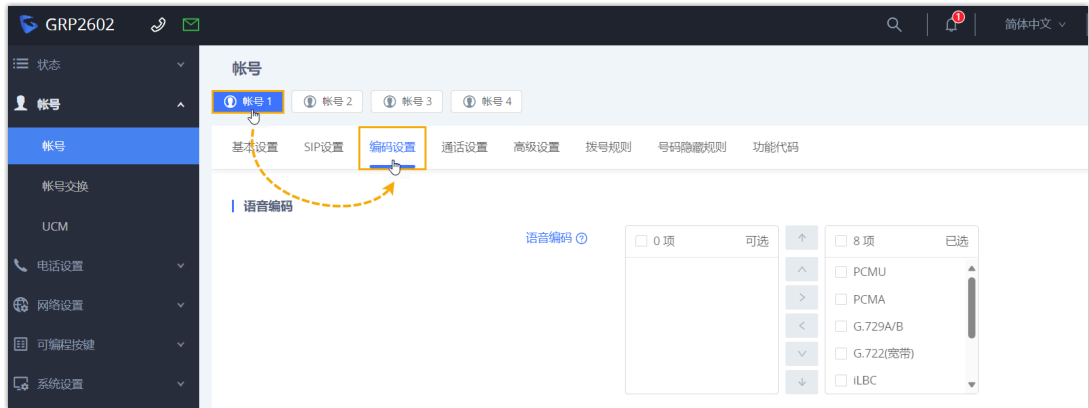 GRP2602
1
简体中文
状态
帐号
帐号
帐号交换
UCM
电话设置
网络设置
可编程按键
系统设置
帐号
帐号 1 帐号 2 帐号 3 帐号 4
基本设置 SIP设置 编码设置 通话设置 高级设置 拨号规则 号码隐藏规则 功能代码
语音编码
语音编码 0 项 可选 8 项 已选
PCMU
PCMA
G.729A/B
G.722(宽带)
iLBC